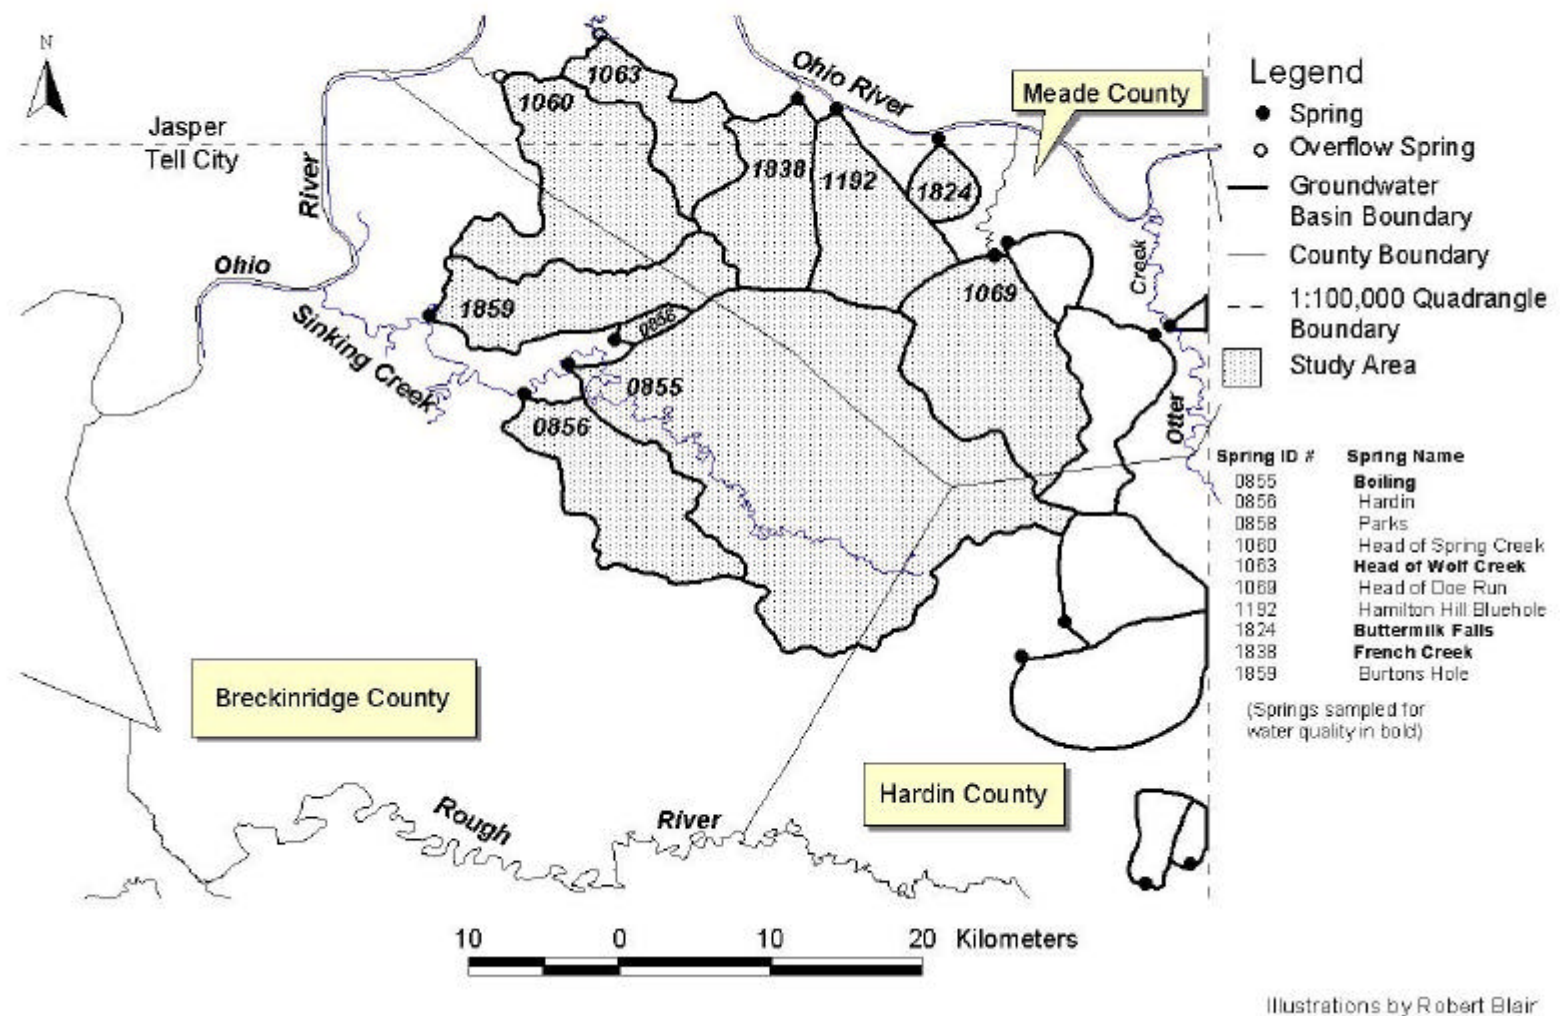 N
Jasper
Tell City
River
Ohio
Sinking Creek
1063
1060
Ohio River
Meade County
1838
1192
1824
1859
0858
1069
0855
0856
Creek
Otter
Breckinridge County
Hardin County
Rough
River
10 0 10 20 Kilometers
Legend
Spring
Overflow Spring
Groundwater
Basin Boundary
County Boundary
1:100,000 Quadrangle
Boundary
Study Area
Spring ID # Spring Name
0855 Boiling
0856 Hardin
0858 Parks
1060 Head of Spring Creek
1063 Head of Wolf Creek
1069 Head of Doe Run
1192 Hamilton Hill Bluehole
1824 Buttermilk Falls
1838 French Creek
1859 Burtons Hole
(Springs sampled for
water quality in bold)
Illustrations by Robert Blair